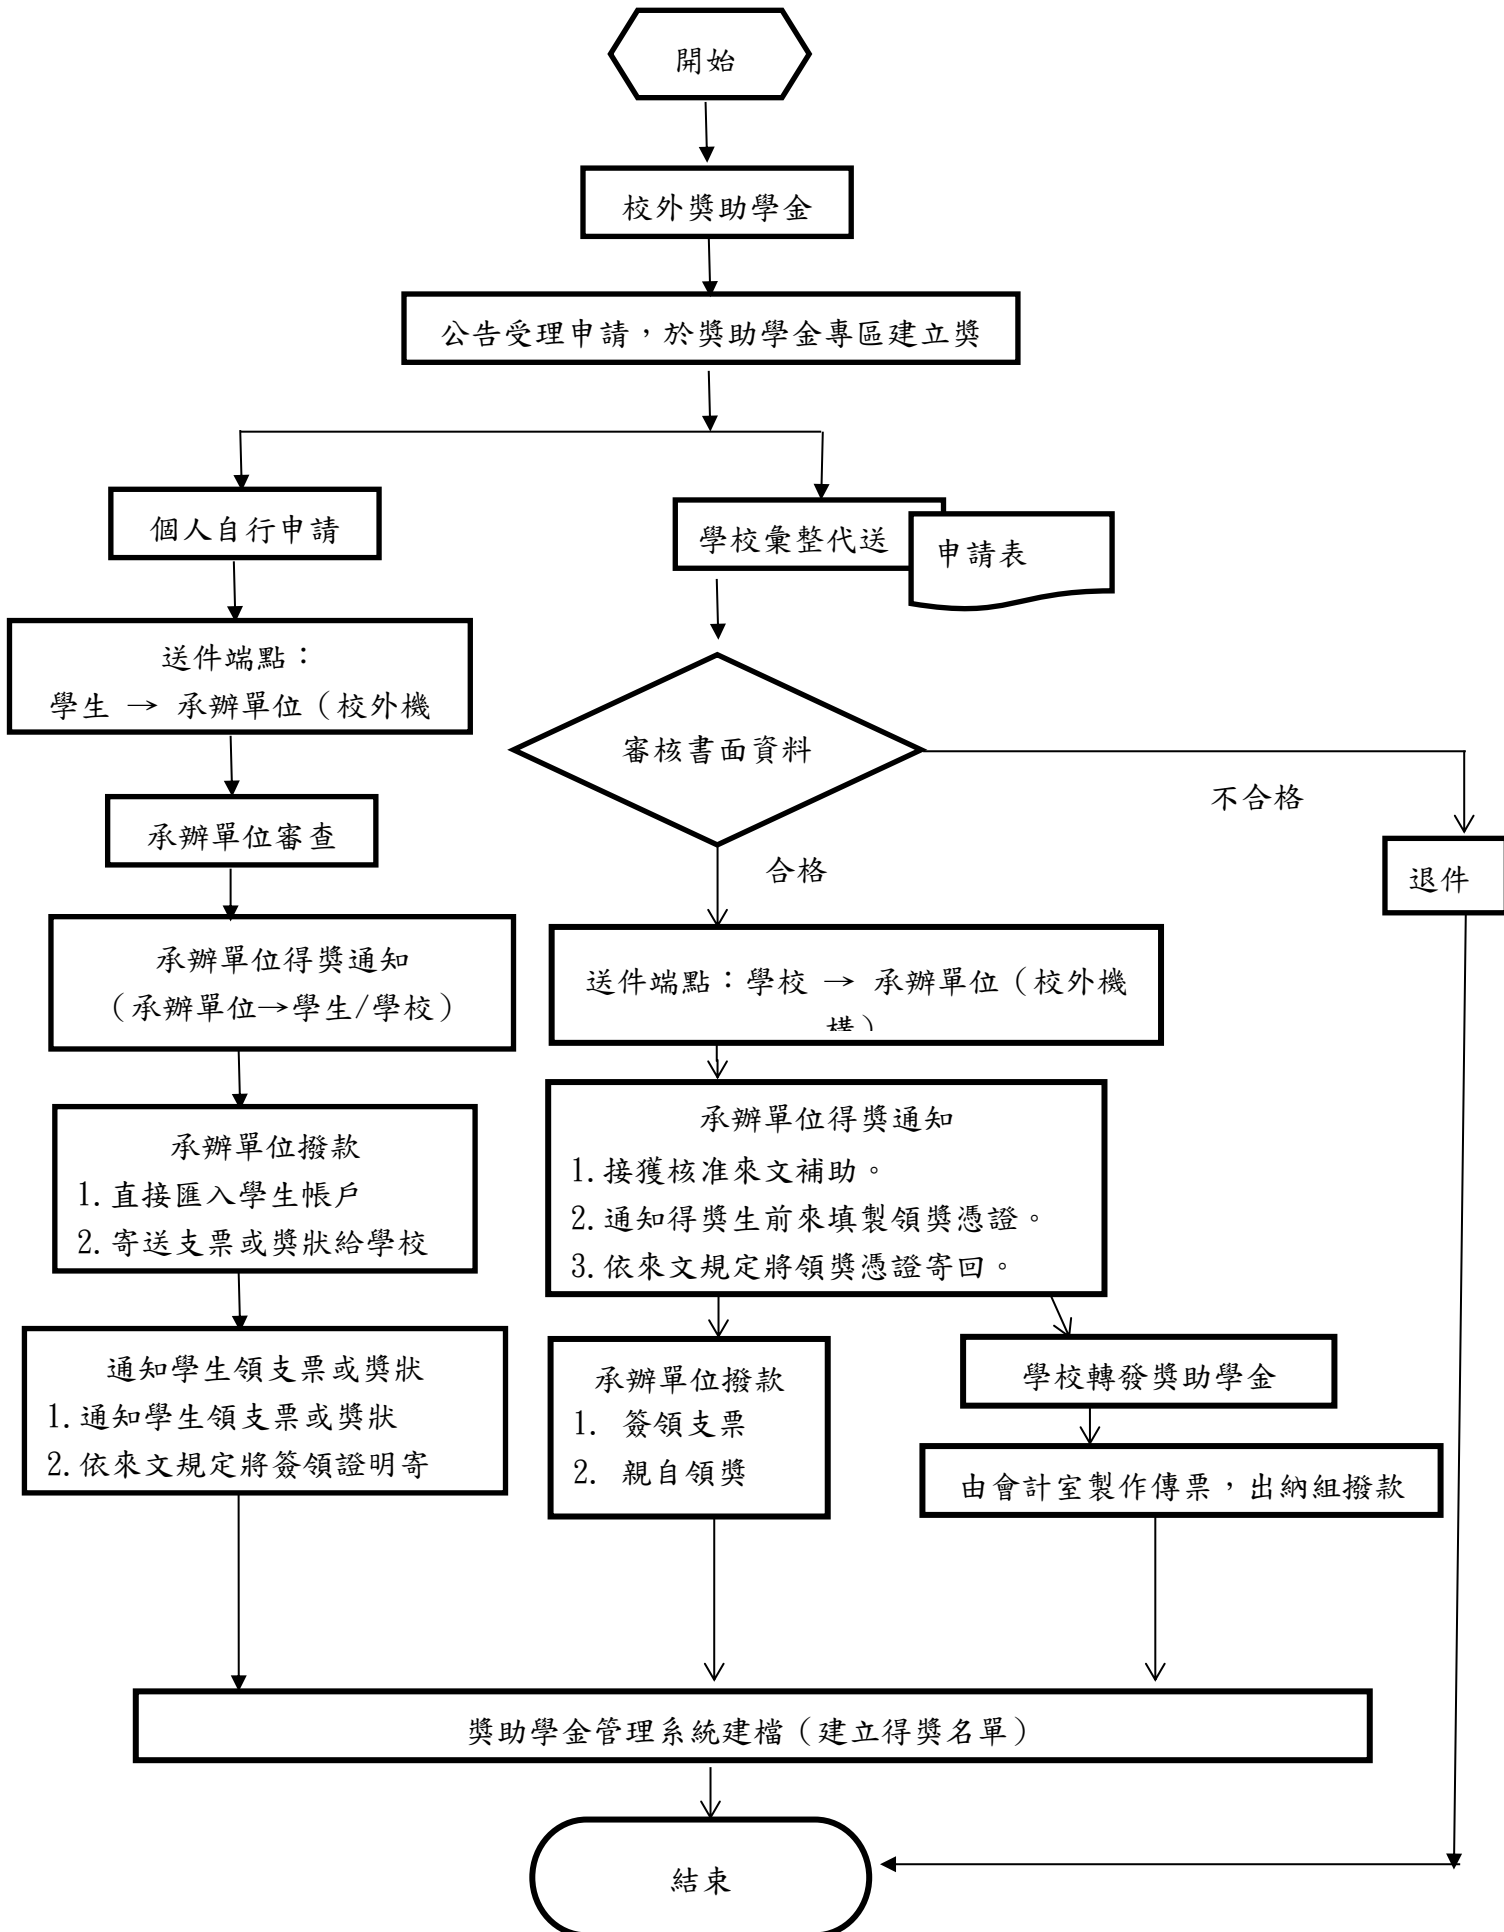 開始
校外獎助學金
公告受理申請，於獎助學金專區建立獎
個人自行申請
學校彙整代送
申請表
送件端點：
學生 → 承辦單位（校外機
審核書面資料
不合格
承辦單位審查
合格
退件
承辦單位得獎通知
（承辦單位→學生/學校）
送件端點：學校 → 承辦單位（校外機
構）
承辦單位撥款
1.直接匯入學生帳戶
2.寄送支票或獎狀給學校
承辦單位得獎通知
1.接獲核准來文補助。
2.通知得獎生前來填製領獎憑證。
3.依來文規定將領獎憑證寄回。
通知學生領支票或獎狀
1.通知學生領支票或獎狀
2.依來文規定將簽領證明寄
承辦單位撥款
1. 簽領支票
2. 親自領獎
學校轉發獎助學金
由會計室製作傳票，出納組撥款
獎助學金管理系統建檔（建立得獎名單）
結束